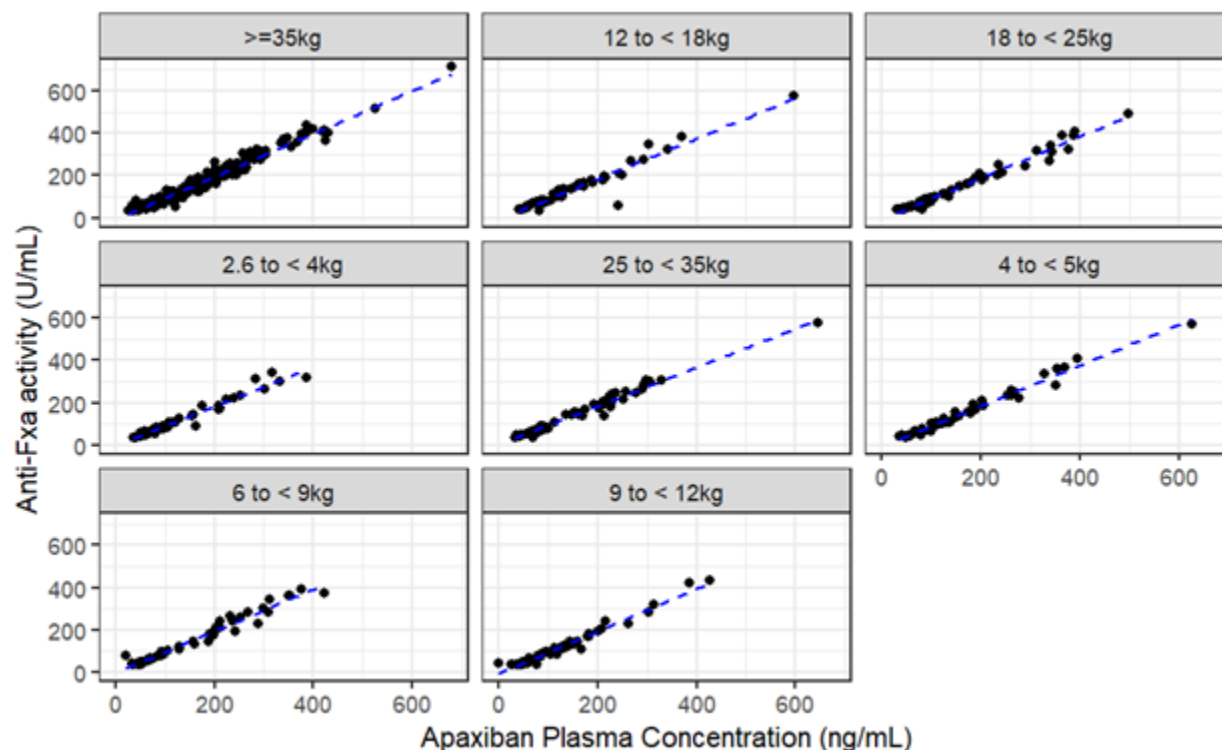 >=35kg
12 to < 18kg
18 to < 25kg
600
400
200
0
2.6 to < 4kg
25 to < 35kg
4 to < 5kg
600
400
200
0
0
200
400
600
6 to < 9kg
9 to < 12kg
600
400
200
0
0
200
400
600
0
200
400
600
Anti-Fxa activity (U/mL)
Apaxiban Plasma Concentration (ng/mL)